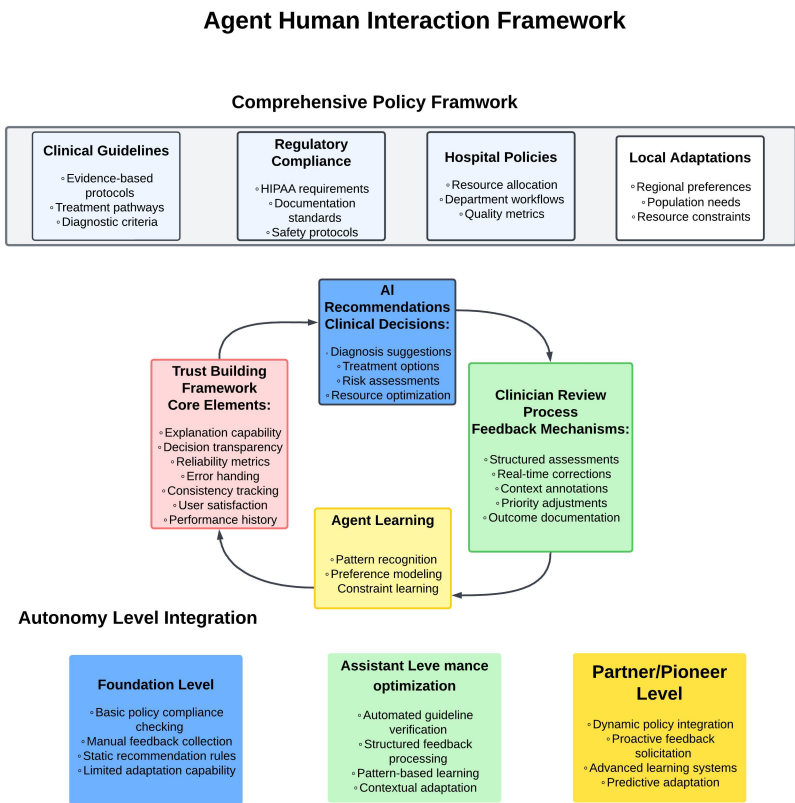 Agent Human Interaction Framework
Comprehensive Policy Framwork
Clinical Guidelines
◦Evidence-based
protocols
◦Treatment pathways
◦Diagnostic criteria
Regulatory
Compliance
◦HIPAA requirements
◦Documentation
standards
◦Safety protocols
Hospital Policies
◦Resource allocation
◦Department workflows
◦Quality metrics
Local Adaptations
◦Regional preferences
◦Population needs
◦Resource constraints
AI
Recommendations
Clinical Decisions:
· Diagnosis suggestions
◦Treatment options
◦Risk assessments
◦Resource optimization
Clinician Review
Process
Feedback Mechanisms:
◦Structured assessments
◦Real-time corrections
◦Context annotations
◦Priority adjustments
◦Outcome documentation
Agent Learning
◦Pattern recognition
◦Preference modeling
Constraint learning
Trust Building
Framework
Core Elements:
◦Explanation capability
◦Decision transparency
◦Reliability metrics
◦Error handing
◦Consistency tracking
◦User satisfaction
◦Performance history
Autonomy Level Integration
Foundation Level
◦Basic policy compliance
checking
◦Manual feedback collection
◦Static recommendation rules
◦Limited adaptation capability
Assistant Leve mance
optimization
◦Automated guideline
verification
◦Structured feedback
processing
◦Pattern-based learning
◦Contextual adaptation
Partner/Pioneer
Level
◦Dynamic policy integration
◦Proactive feedback
solicitation
◦Advanced learning systems
◦Predictive adaptation